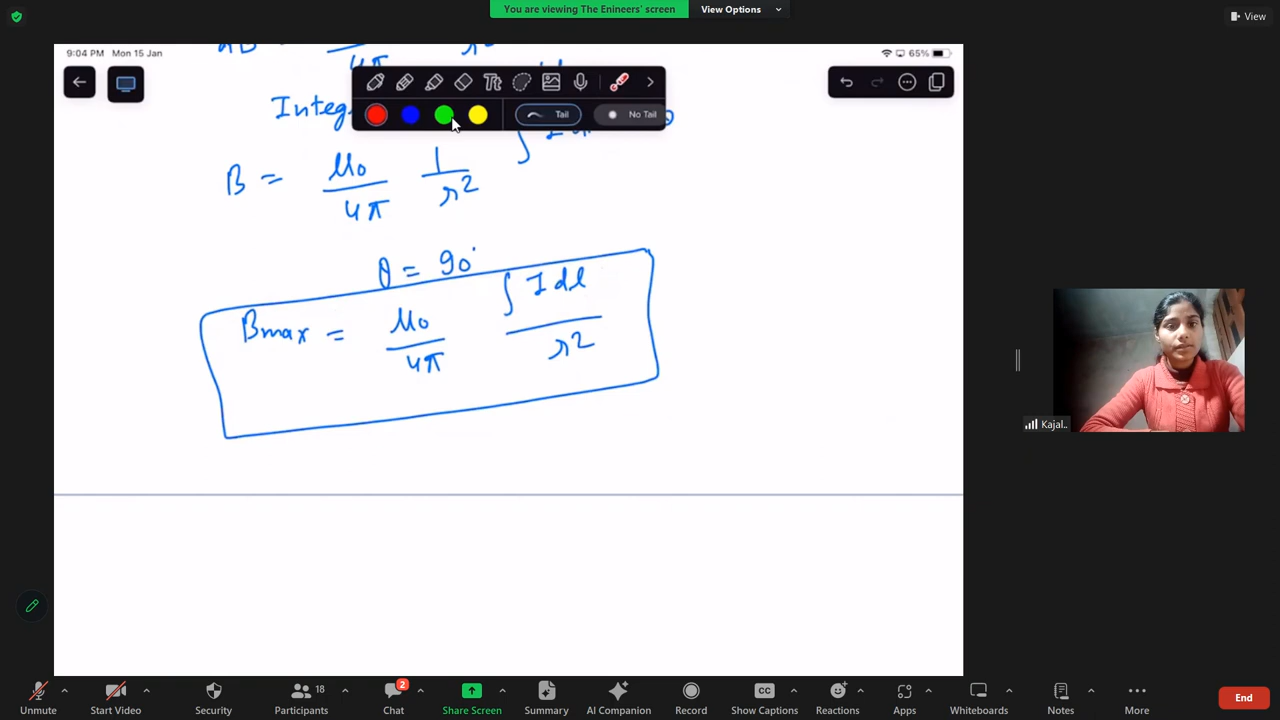 You are viewing The Enineers' screen
View Options
View
9:04 PM Mon 15 Jan
65%
Integ
Tail
No Tail
B = μ₀/4π 1/r² ∫ I
θ = 90°
Bmax = μ₀/4π ∫ I dl / r²
Kajal..
Unmute
Start Video
Security
18
Participants
2
Chat
Share Screen
Summary
AI Companion
Record
CC
Show Captions
Reactions
Apps
Whiteboards
Notes
More
End